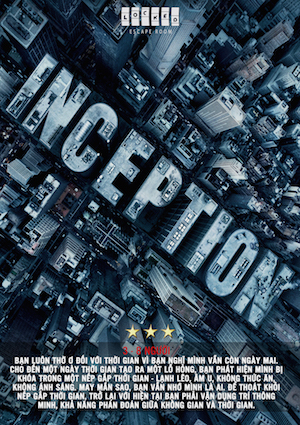 LOCKED
ESCAPE ROOM
INCEPTION
BẠN LUÔN THỜ Ơ ĐỐI VỚI THỜI GIAN VÌ BẠN NGHĨ MÌNH VẪN CÒN NGÀY MAI.
CHO ĐẾN MỘT NGÀY THỜI GIAN TẠO RA MỘT LỖ HỔNG, BẠN PHÁT HIỆN MÌNH BỊ
KHÓA TRONG MỘT NẾP GẤP THỜI GIAN - LẠNH LẼO, ÂM U, KHÔNG THỨC ĂN,
KHÔNG ÁNH SÁNG. MAY MẮN SAO, BẠN VẪN NHỚ MÌNH LÀ AI. ĐỂ THOÁT KHỎI
NẾP GẤP THỜI GIAN, TRỞ LẠI VỚI HIỆN TẠI BẠN PHẢI VẬN DỤNG TRÍ THÔNG
MINH, KHẢ NĂNG PHÁN ĐOÁN GIỮA KHÔNG GIAN VÀ THỜI GIAN.